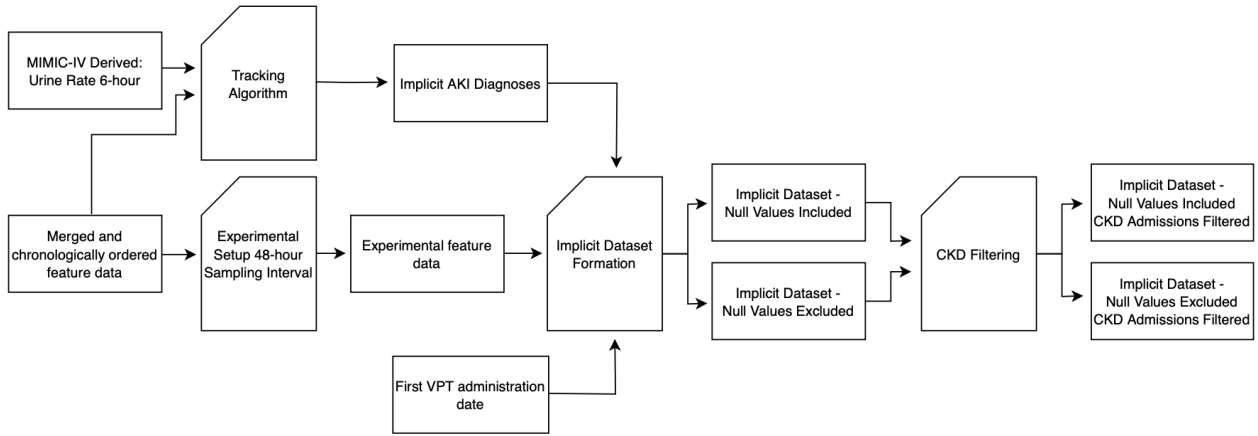 MIMIC-IV Derived:
Urine Rate 6-hour
Tracking
Algorithm
Implicit AKI Diagnoses
Merged and
chronologically ordered
feature data
Experimental
Setup 48-hour
Sampling Interval
Experimental feature
data
Implicit Dataset
Formation
First VPT administration
date
Implicit Dataset -
Null Values Included
Implicit Dataset -
Null Values Excluded
CKD Filtering
Implicit Dataset -
Null Values Included
CKD Admissions Filtered
Implicit Dataset -
Null Values Excluded
CKD Admissions Filtered